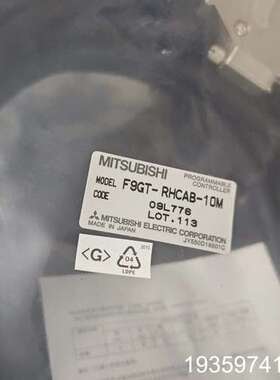 MITSUBISHI
PROGRAMMABLE
CONTROLLER
MODEL F9GT-RHCAB-10M
CODE
09L776
LOT.113
MITSUBISHI ELECTRIC CORPORATION
MADE IN JAPAN
<G>
04
LDPE
19359741